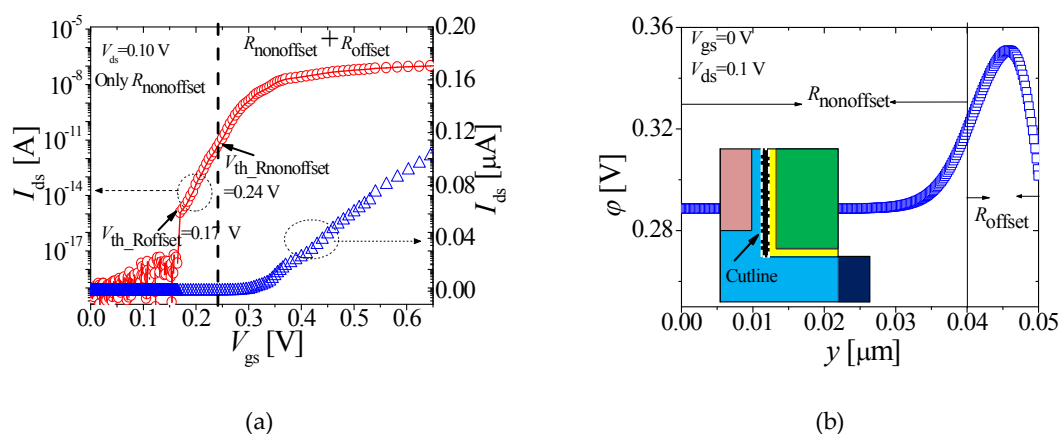 10⁻⁵
10⁻⁸
10⁻¹¹
10⁻¹⁴
10⁻¹⁷
I_ds [A]
V_ds=0.10 V
Only R_nonoffset
R_nonoffset + R_offset
V_th_Rnonoffset
=0.24 V
V_th_Roffset=0.17 V
0.20
0.16
0.12
0.08
0.04
0.00
I_ds [μA]
0.0 0.1 0.2 0.3 0.4 0.5 0.6
V_gs [V]
(a)
0.36
0.32
0.28
0.24
φ [V]
V_gs=0 V
V_ds=0.1 V
R_nonoffset
R_offset
Cutline
0.00 0.01 0.02 0.03 0.04 0.05
y [μm]
(b)